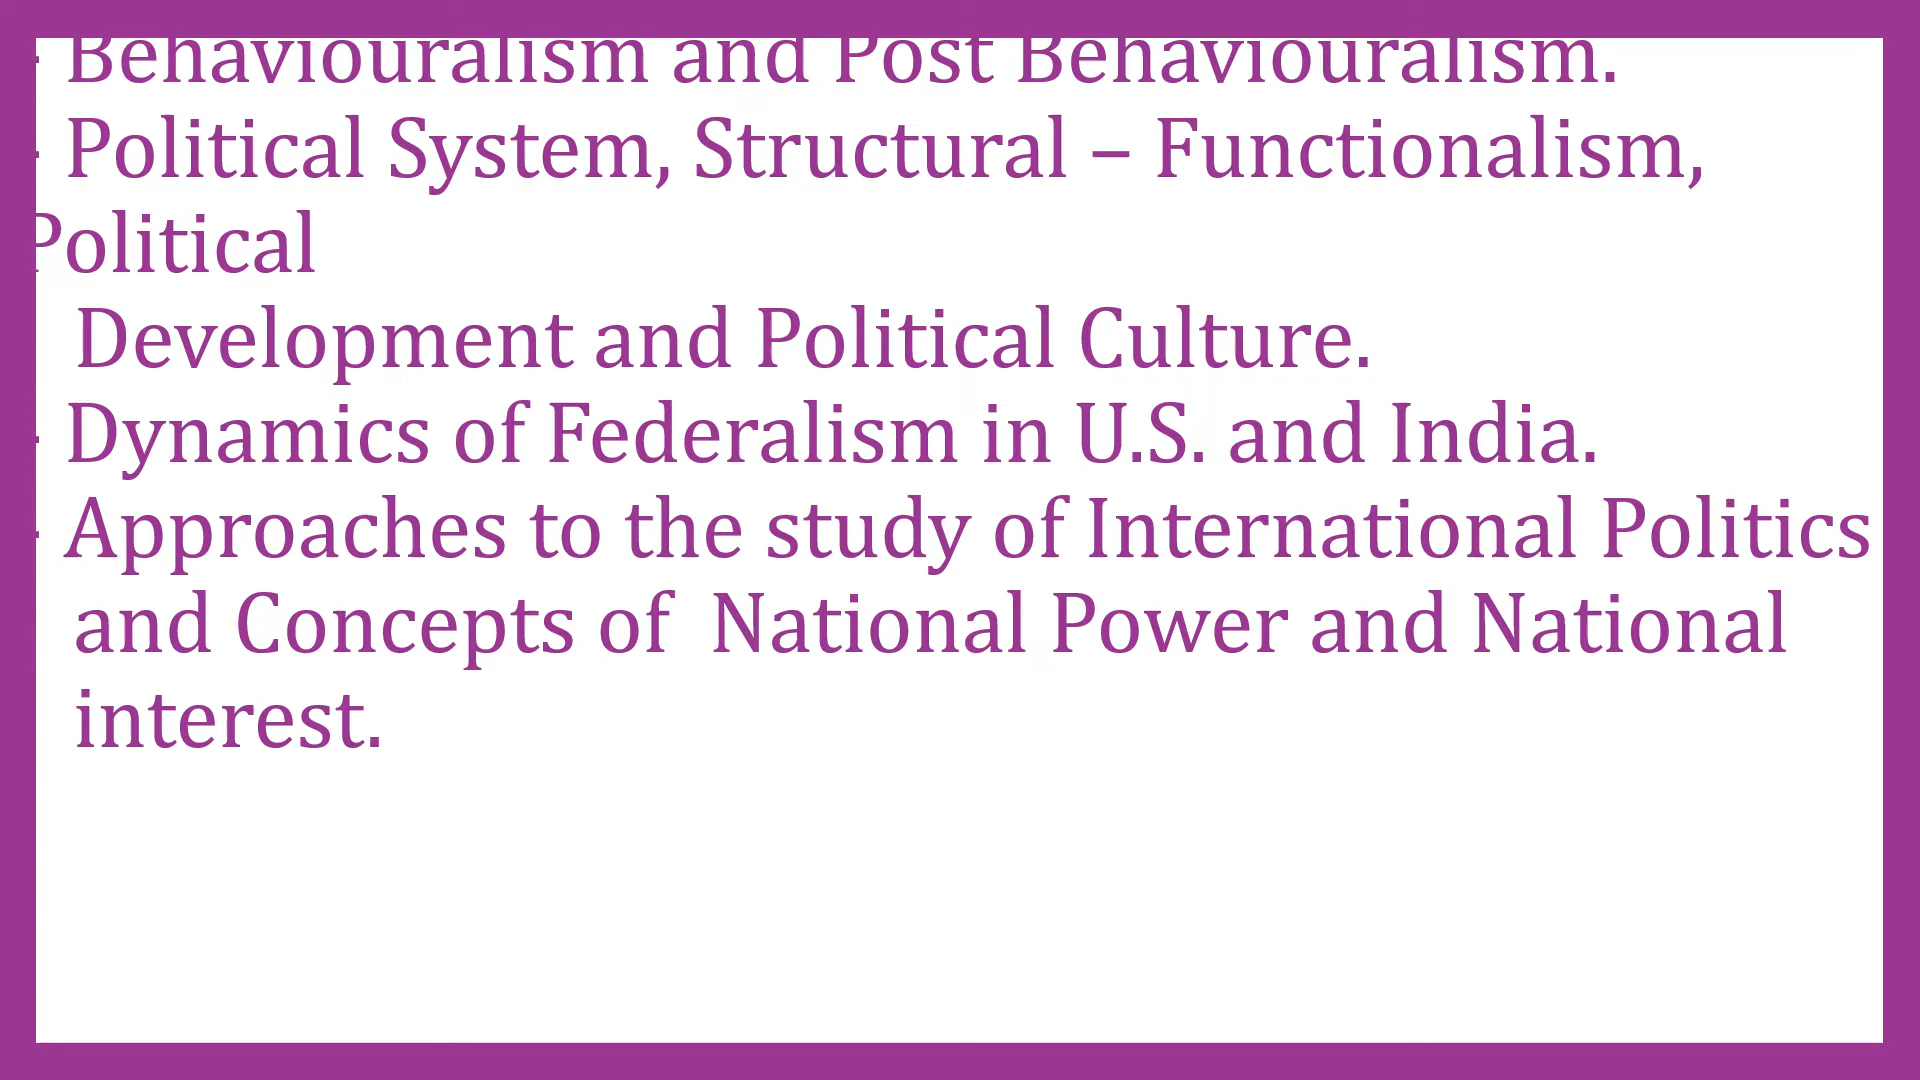 - Behaviouralism and Post Behaviouralism.
- Political System, Structural – Functionalism,
Political
Development and Political Culture.
- Dynamics of Federalism in U.S. and India.
- Approaches to the study of International Politics
and Concepts of National Power and National
interest.